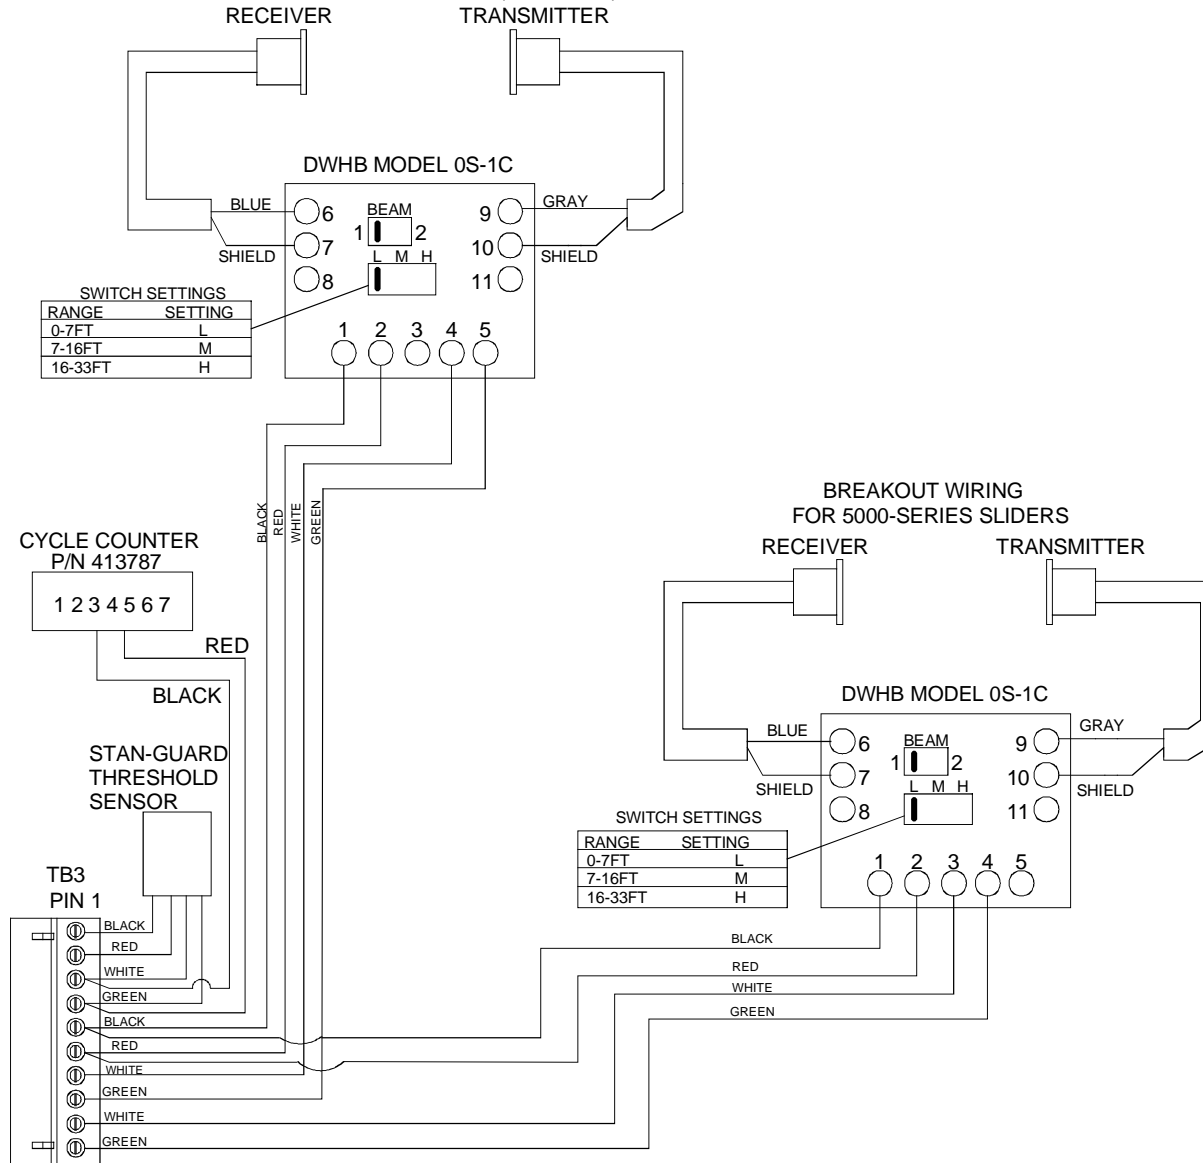 RECEIVER
TRANSMITTER
DWHB MODEL 0S-1C
BLUE
SHIELD
6
7
8
BEAM
1 2
L M H
9
10
11
GRAY
SHIELD
1 2 3 4 5
SWITCH SETTINGS
RANGE SETTING
0-7FT L
7-16FT M
16-33FT H
BLACK
RED
WHITE
GREEN
CYCLE COUNTER
P/N 413787
1 2 3 4 5 6 7
RED
BLACK
STAN-GUARD
THRESHOLD
SENSOR
TB3
PIN 1
BLACK
RED
WHITE
GREEN
BLACK
RED
WHITE
GREEN
WHITE
GREEN
BREAKOUT WIRING
FOR 5000-SERIES SLIDERS
RECEIVER
TRANSMITTER
DWHB MODEL 0S-1C
BLUE
SHIELD
6
7
8
BEAM
1 2
L M H
9
10
11
GRAY
SHIELD
1 2 3 4 5
SWITCH SETTINGS
RANGE SETTING
0-7FT L
7-16FT M
16-33FT H
BLACK
RED
WHITE
GREEN